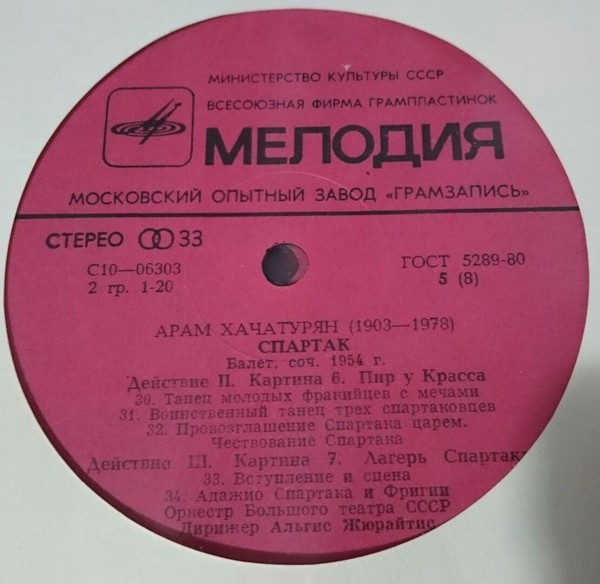 МИНИСТЕРСТВО КУЛЬТУРЫ СССР
ВСЕСОЮЗНАЯ ФИРМА ГРАМПЛАСТИНОК
МЕЛОДИЯ
МОСКОВСКИЙ ОПЫТНЫЙ ЗАВОД «ГРАМЗАПИСЬ»
СТЕРЕО 33
С10—06303
2 гр. 1-20
ГОСТ 5289-80
5 (8)
АРАМ ХАЧАТУРЯН (1903—1978)
СПАРТАК
Балет, соч. 1954 г.
Действие II. Картина 6. Пир у Красса
30. Танец молодых фракийцев с мечами
31. Воинственный танец трех спартаковцев
32. Провозглашение Спартака царем.
Чествование Спартака
Действие III. Картина 7. Лагерь Спартака
33. Вступление и сцена
34. Адажио Спартака и Фригии
Оркестр Большого театра СССР
Дирижер Альгис Жюрайтис